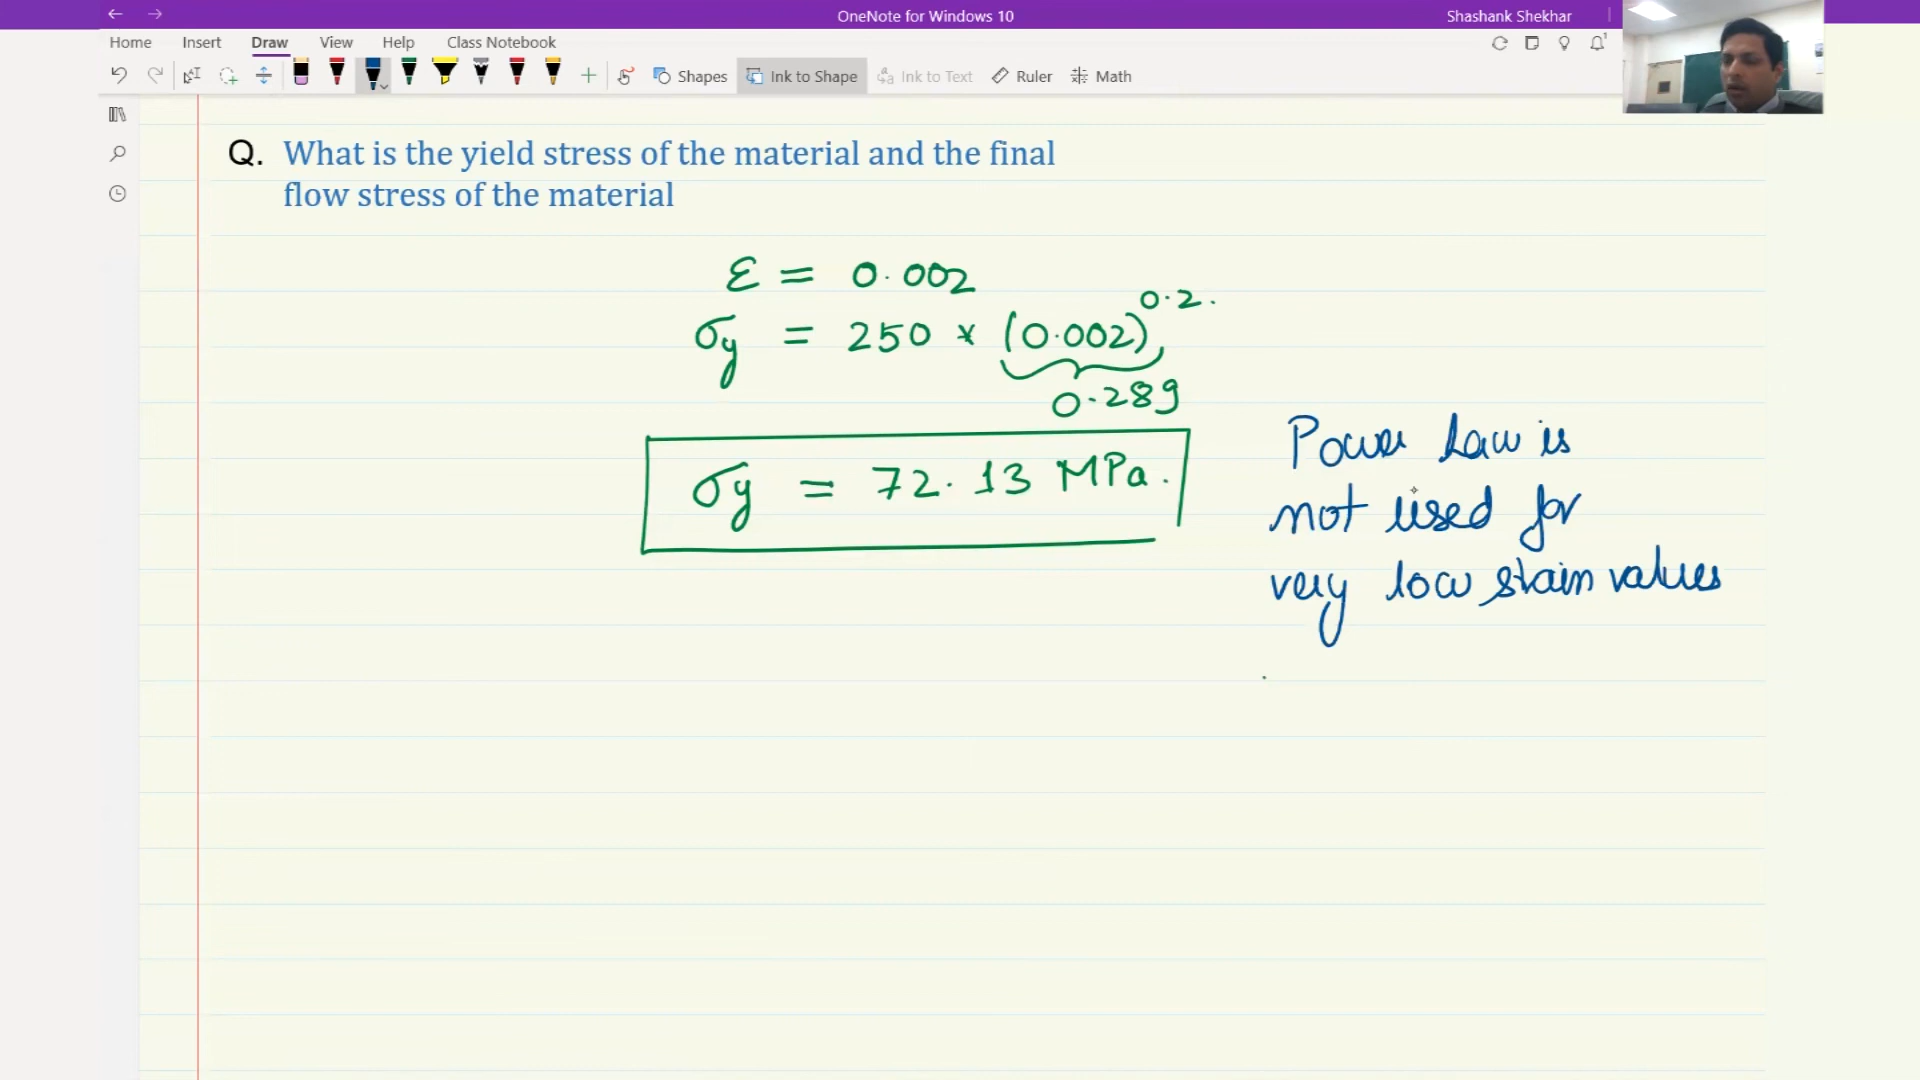 OneNote for Windows 10
Shashank Shekhar
Home Insert Draw View Help Class Notebook
Shapes Ink to Shape Ink to Text Ruler Math
Q. What is the yield stress of the material and the final
flow stress of the material
ε = 0.002
σy = 250 * (0.002)^0.2.
0.289
σy = 72.13 MPa.
Power Law is
not used for
very low strain values